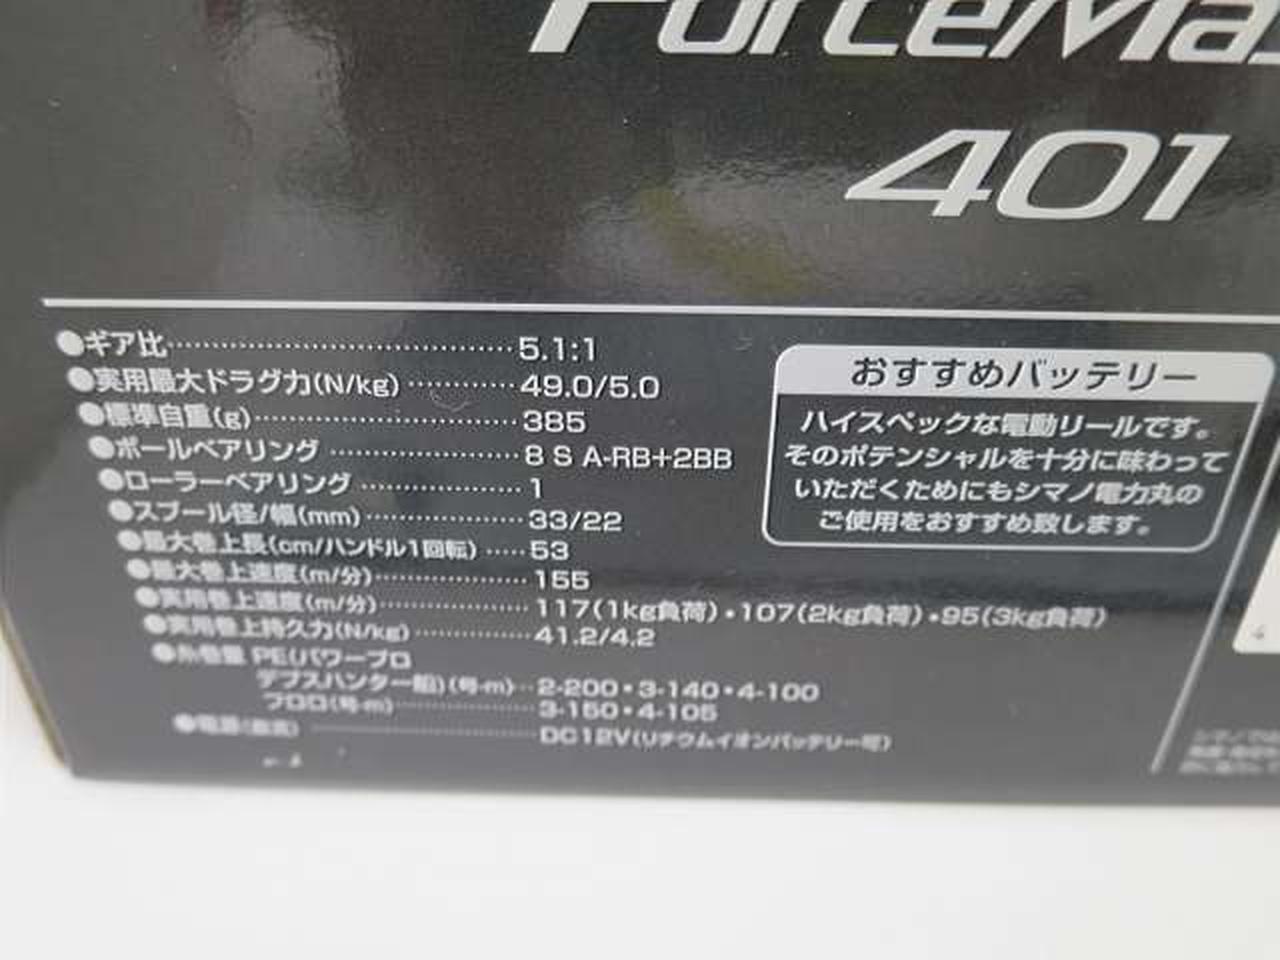 ForceMas
401
●ギア比 5.1:1
●実用最大ドラグ力(N/kg) 49.0/5.0
●標準自重(g) 385
●ボールベアリング 8 S A-RB+2BB
●ローラーベアリング 1
●スプール径/幅(mm) 33/22
●最大巻上長(cm/ハンドル1回転) 53
●最大巻上速度(m/分) 155
●実用巻上速度(m/分) 117(1kg負荷)・107(2kg負荷)・95(3kg負荷)
●実用巻上持久力(N/kg) 41.2/4.2
●糸巻量 PE(パワープロ
デプスハンター船)(号-m) 2-200・3-140・4-100
フロロ(号-m) 3-150・4-105
●電源(直流) DC12V(リチウムイオンバッテリー可)
おすすめバッテリー
ハイスペックな電動リールです。
そのポテンシャルを十分に味わって
いただくためにもシマノ電力丸の
ご使用をおすすめ致します。